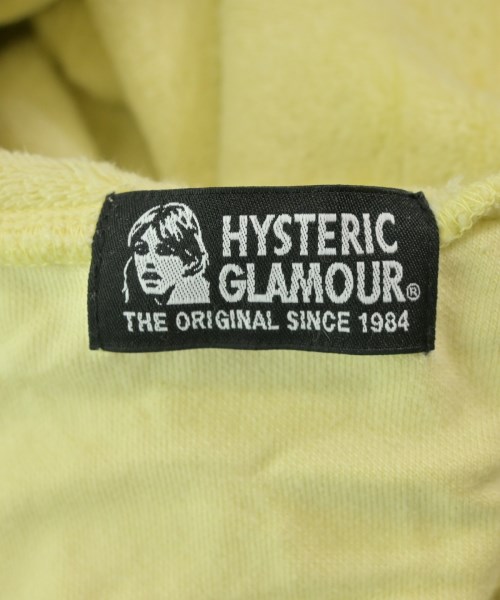 HYSTERIC
GLAMOUR®
THE ORIGINAL SINCE 1984